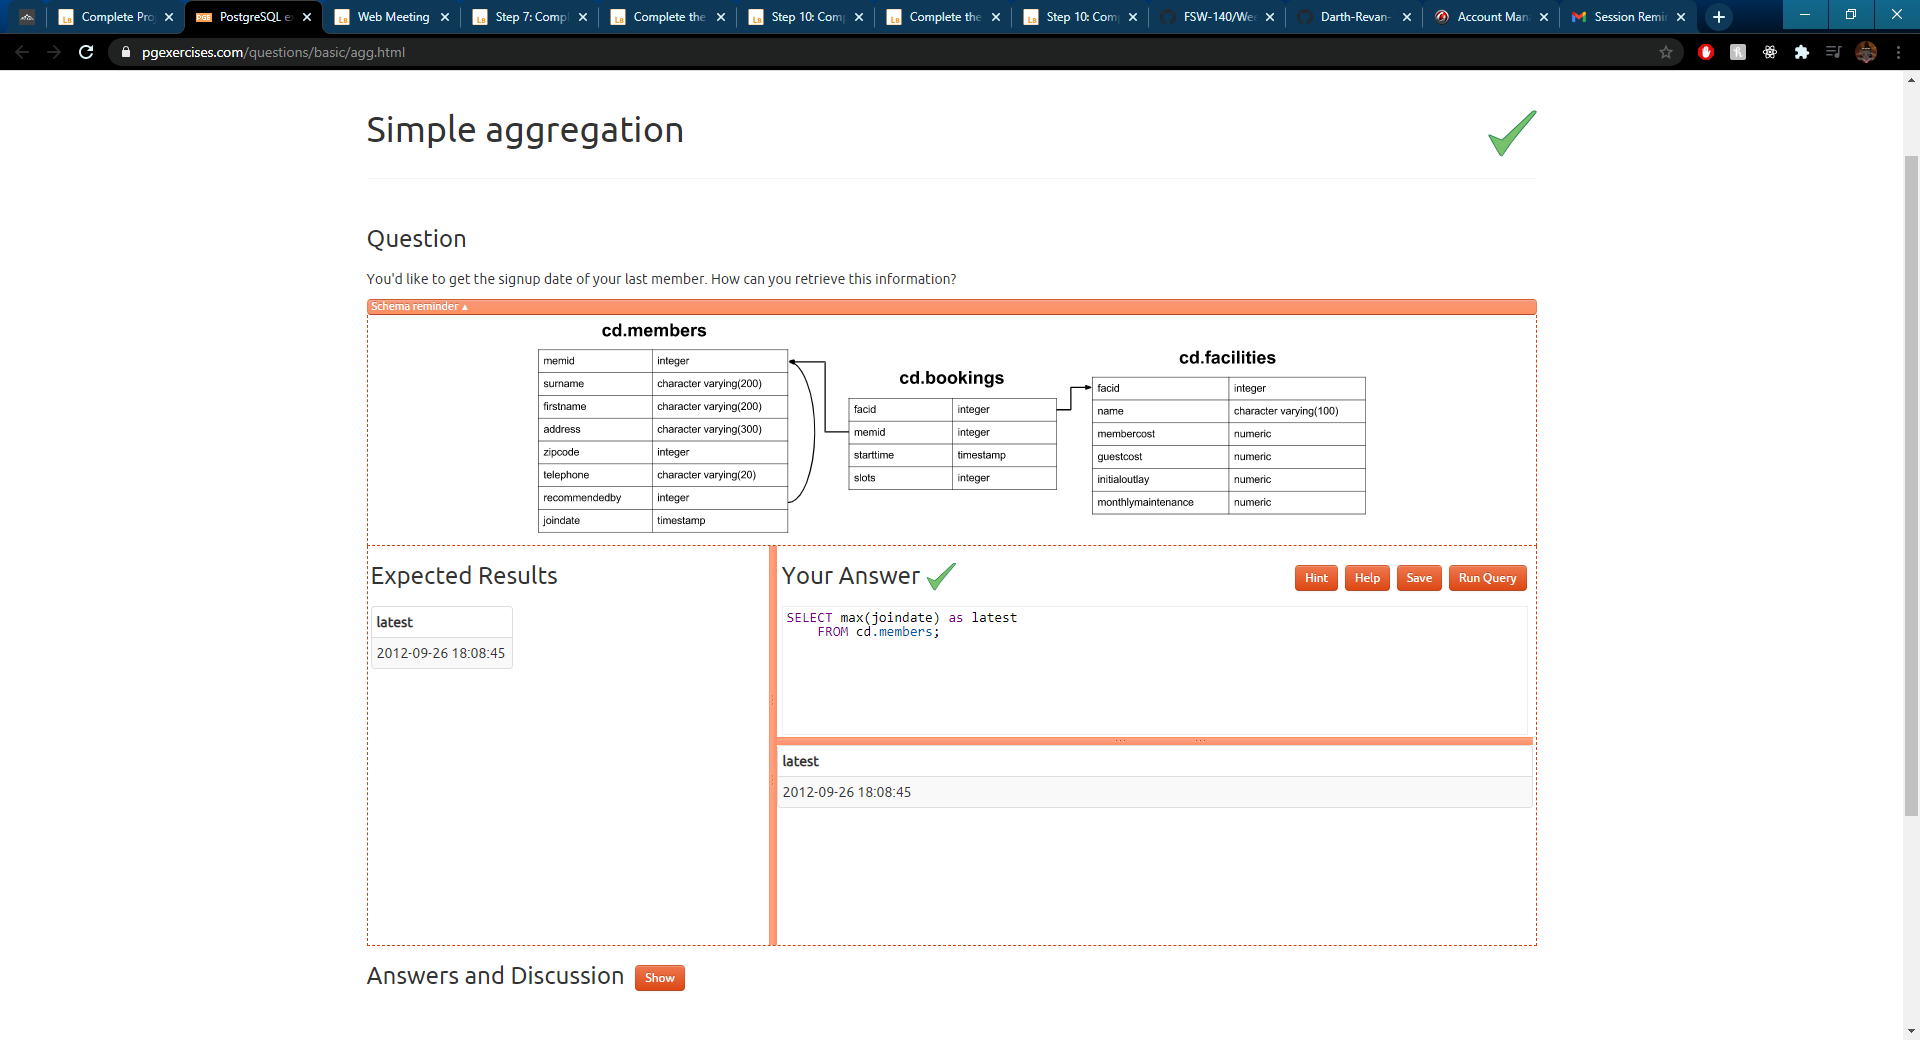 Complete Pro
PostgreSQL e
Web Meeting
Step 7: Compl
Complete the
Step 10: Com
Complete the
Step 10: Com
FSW-140/Wee
Darth-Revan-
Account Man
Session Remi
pgexercises.com/questions/basic/agg.html
Simple aggregation
Question
You'd like to get the signup date of your last member. How can you retrieve this information?
Schema reminder ▲
cd.members
memid integer
surname character varying(200)
firstname character varying(200)
address character varying(300)
zipcode integer
telephone character varying(20)
recommendedby integer
joindate timestamp
cd.bookings
facid integer
memid integer
starttime timestamp
slots integer
cd.facilities
facid integer
name character varying(100)
membercost numeric
guestcost numeric
initialoutlay numeric
monthlymaintenance numeric
Expected Results
latest
2012-09-26 18:08:45
Your Answer
Hint Help Save Run Query
SELECT max(joindate) as latest
FROM cd.members;
latest
2012-09-26 18:08:45
Answers and Discussion Show